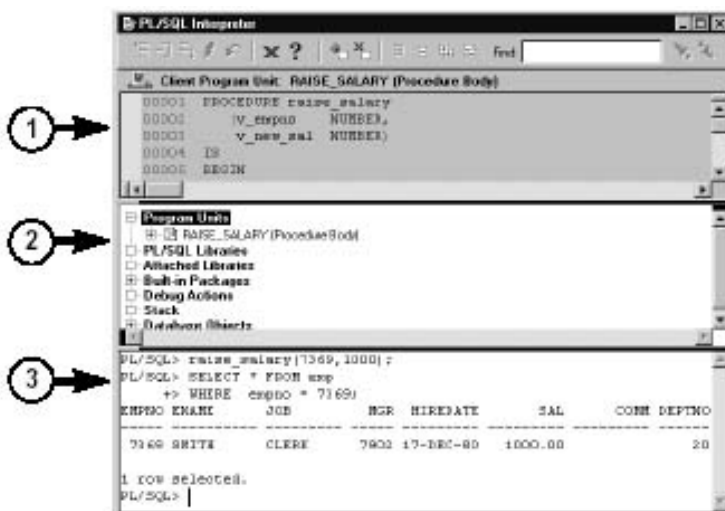 PL/SQL Interpreter
Find
Client Program Unit: RAISE_SALARY (Procedure Body)
1
00001 PROCEDURE raise_salary
00002 (v_empno NUMBER,
00003 v_new_sal NUMBER)
00004 IS
00005 BEGIN
2
Program Units
RAISE_SALARY (Procedure Body)
PL/SQL Libraries
Attached Libraries
Built-in Packages
Debug Actions
Stack
Database Objects
3
PL/SQL> raise_salary(7369,1000);
PL/SQL> SELECT * FROM emp
+> WHERE empno = 7369;
EMPNO ENAME JOB MGR HIREDATE SAL COMM DEPTNO
----- ----- ----- ----- ----- ----- ----- -----
7369 SMITH CLERK 7902 17-DEC-80 1000.00 20
1 row selected.
PL/SQL>